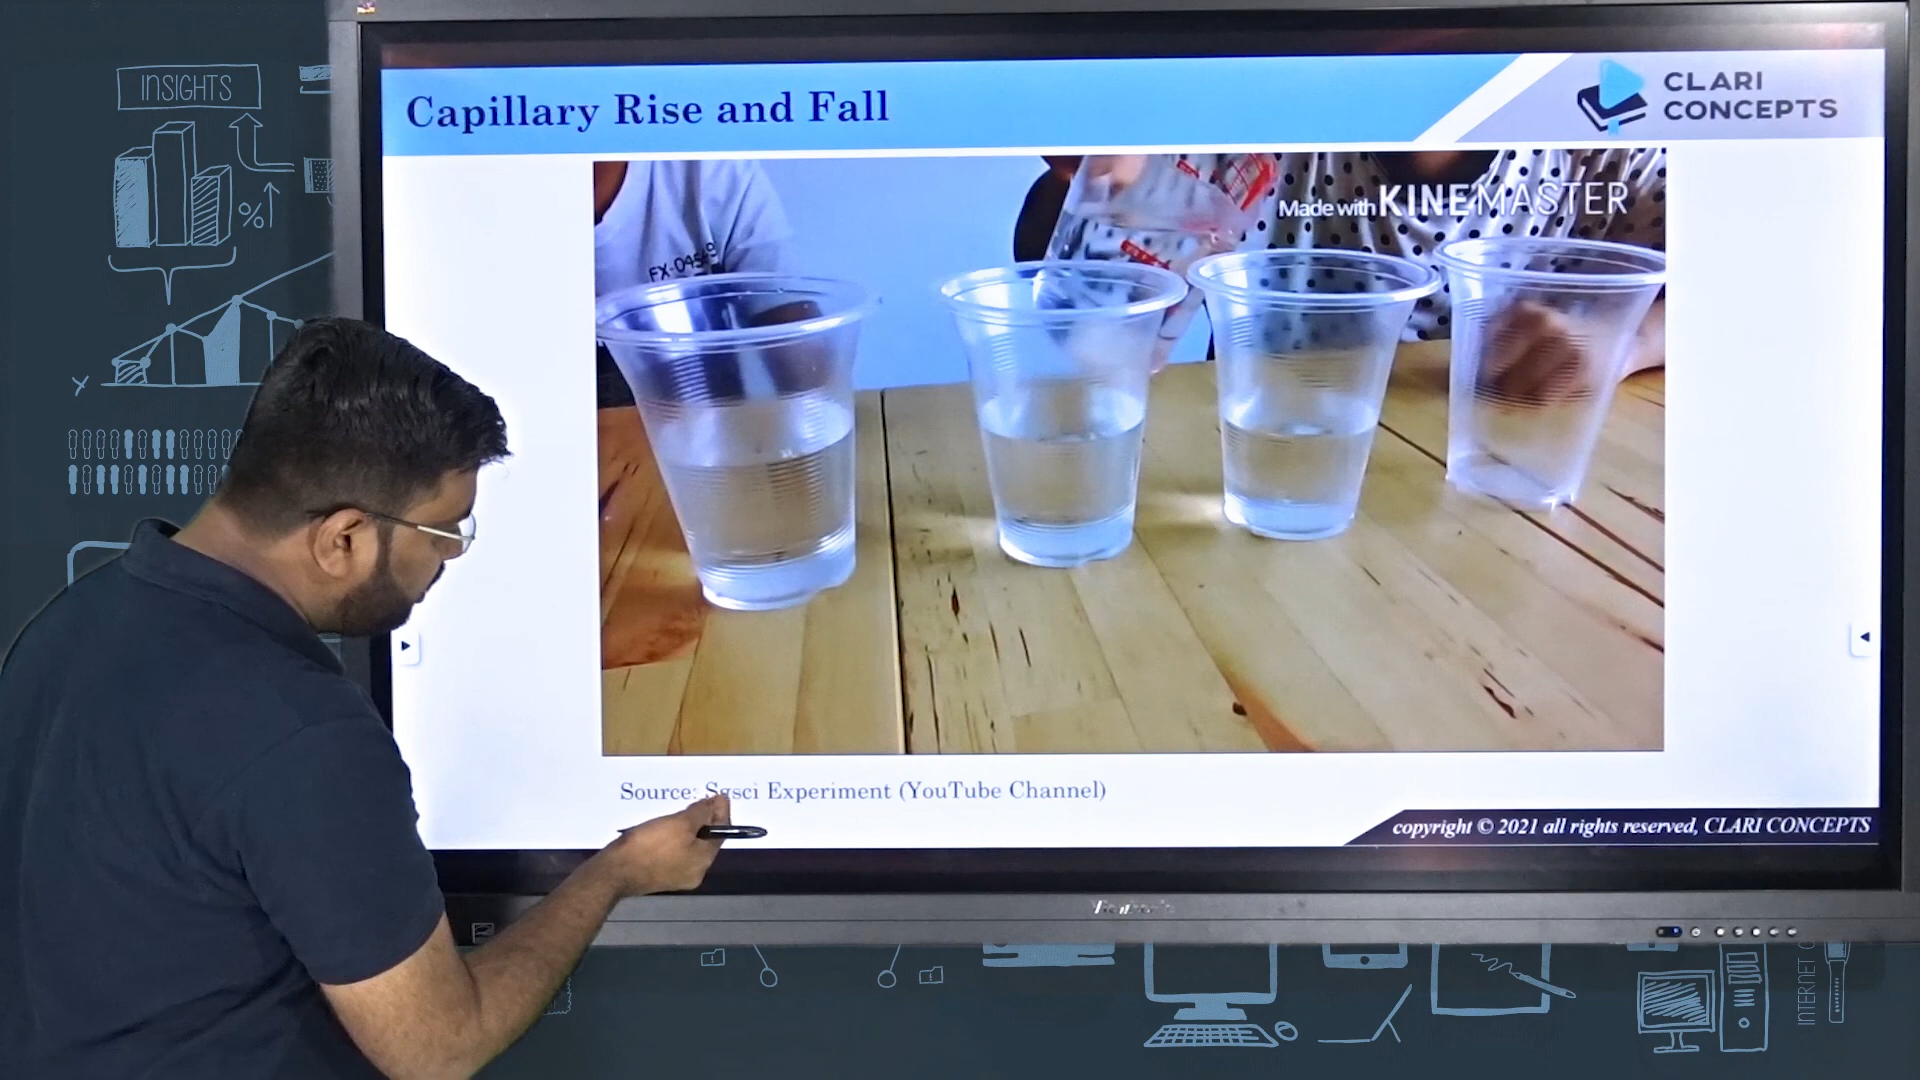 INSIGHTS
%
Capillary Rise and Fall
CLARI
CONCEPTS
Made with KINEMASTER
Source: Sgsci Experiment (YouTube Channel)
copyright © 2021 all rights reserved, CLARI CONCEPTS